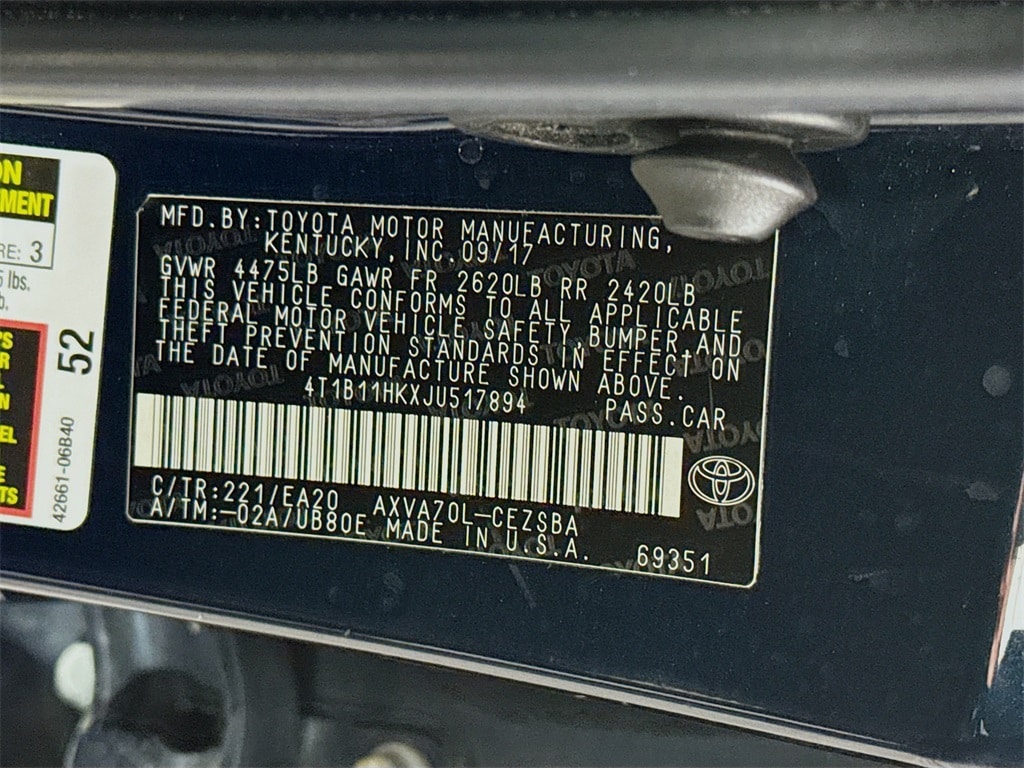 ON
MENT
RE: 3
lbs.
b.
52
42661-06B40
MFD. BY:TOYOTA MOTOR MANUFACTURING,
KENTUCKY, INC.09/17
GVWR 4475LB GAWR FR 2620LB RR 2420LB
THIS VEHICLE CONFORMS TO ALL APPLICABLE
FEDERAL MOTOR VEHICLE SAFETY, BUMPER, AND
THEFT PREVENTION STANDARDS IN EFFECT ON
THE DATE OF MANUFACTURE SHOWN ABOVE.
4T1B11HKXJU517894 PASS.CAR
C/TR:221/EA20 AXVA70L-CEZSBA
A/TM:-02A/UB80E MADE IN U.S.A. 69351